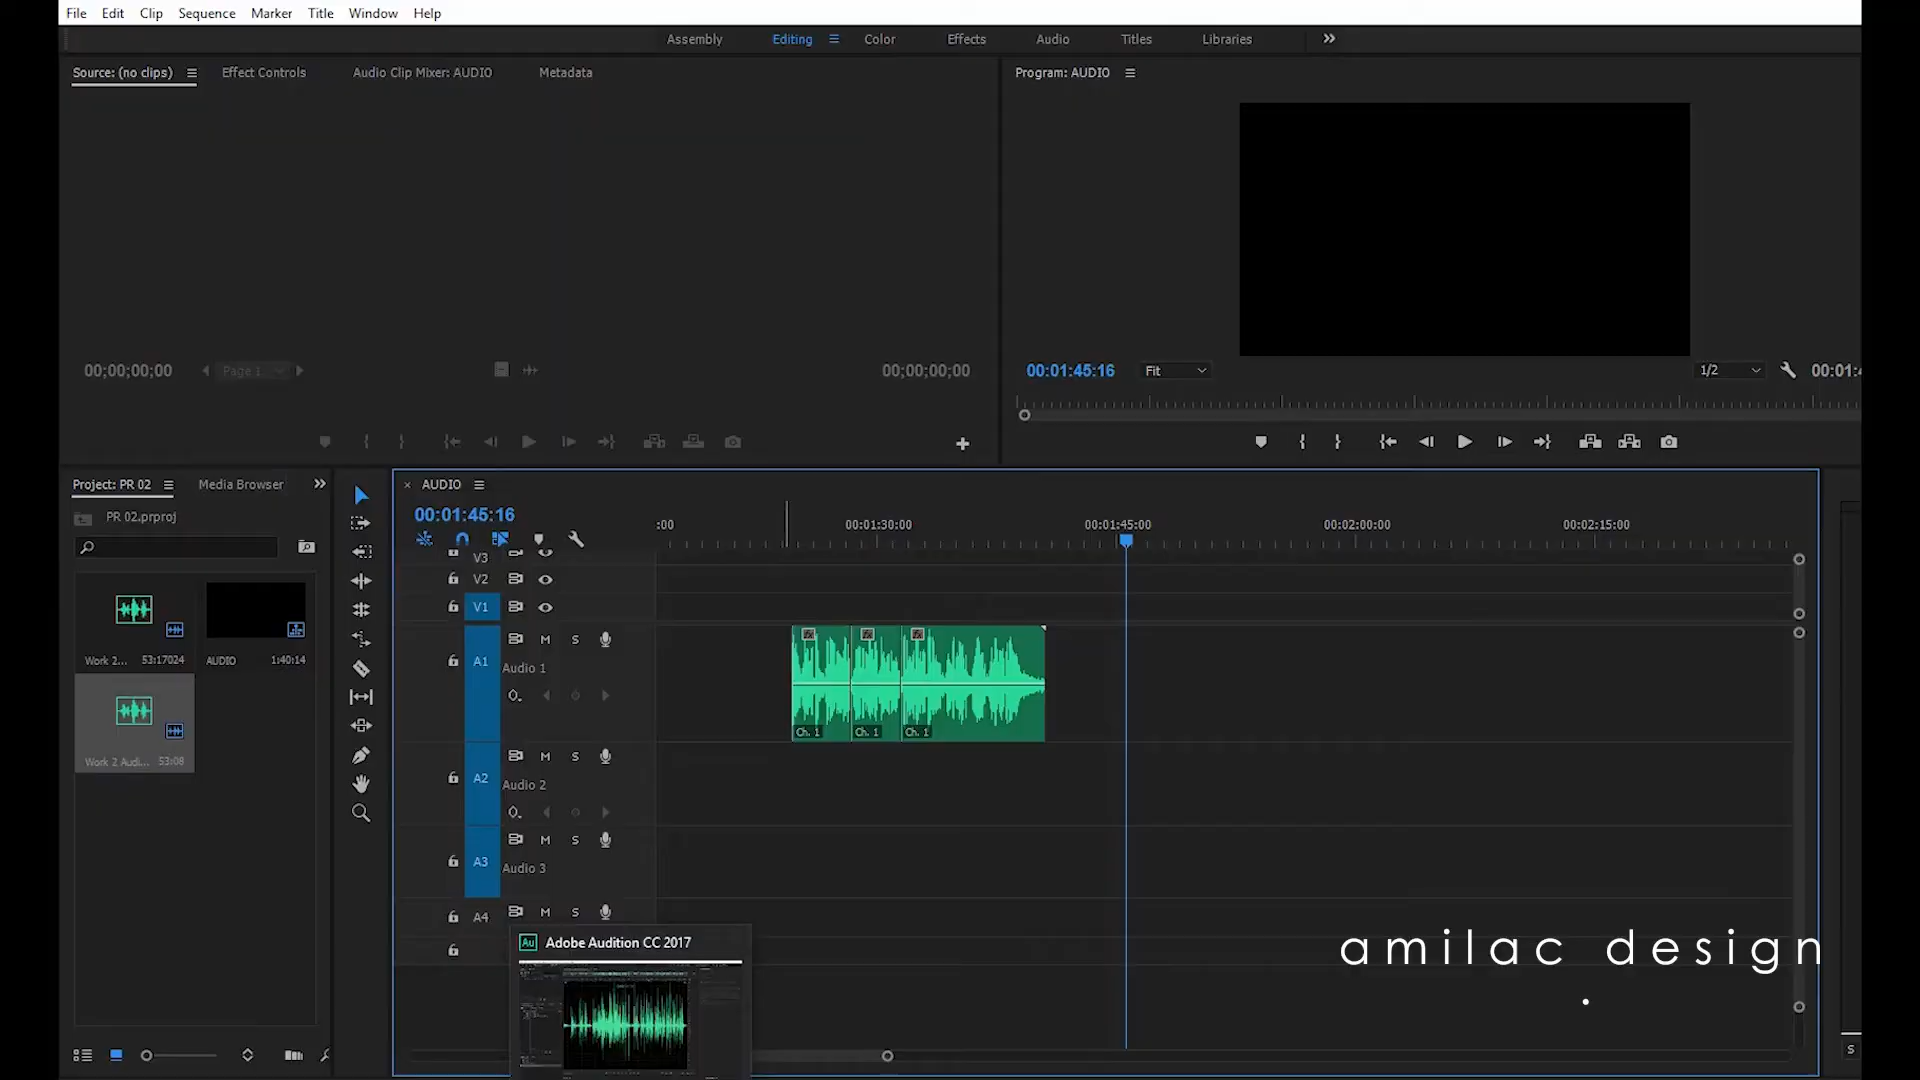 File Edit Clip Sequence Marker Title Window Help
Assembly Editing Color Effects Audio Titles Libraries
Source: (no clips) Effect Controls Audio Clip Mixer: AUDIO Metadata
Program: AUDIO
00;00;00;00 Page 1 00;00;00;00
00:01:45:16 Fit 1/2 00:01:4
Project: PR 02 Media Browser
PR 02.prproj
Work 2... 53:17024
AUDIO 1:40:14
Work 2 Audi... 53:08
AUDIO
00:01:45:16
:00 00:01:30:00 00:01:45:00 00:02:00:00 00:02:15:00
V3
V2
V1
A1 M S
Audio 1
fx fx fx
Ch. 1 Ch. 1 Ch. 1
A2 M S
Audio 2
A3 M S
Audio 3
A4 M S
Au Adobe Audition CC 2017
amilac design
.
S